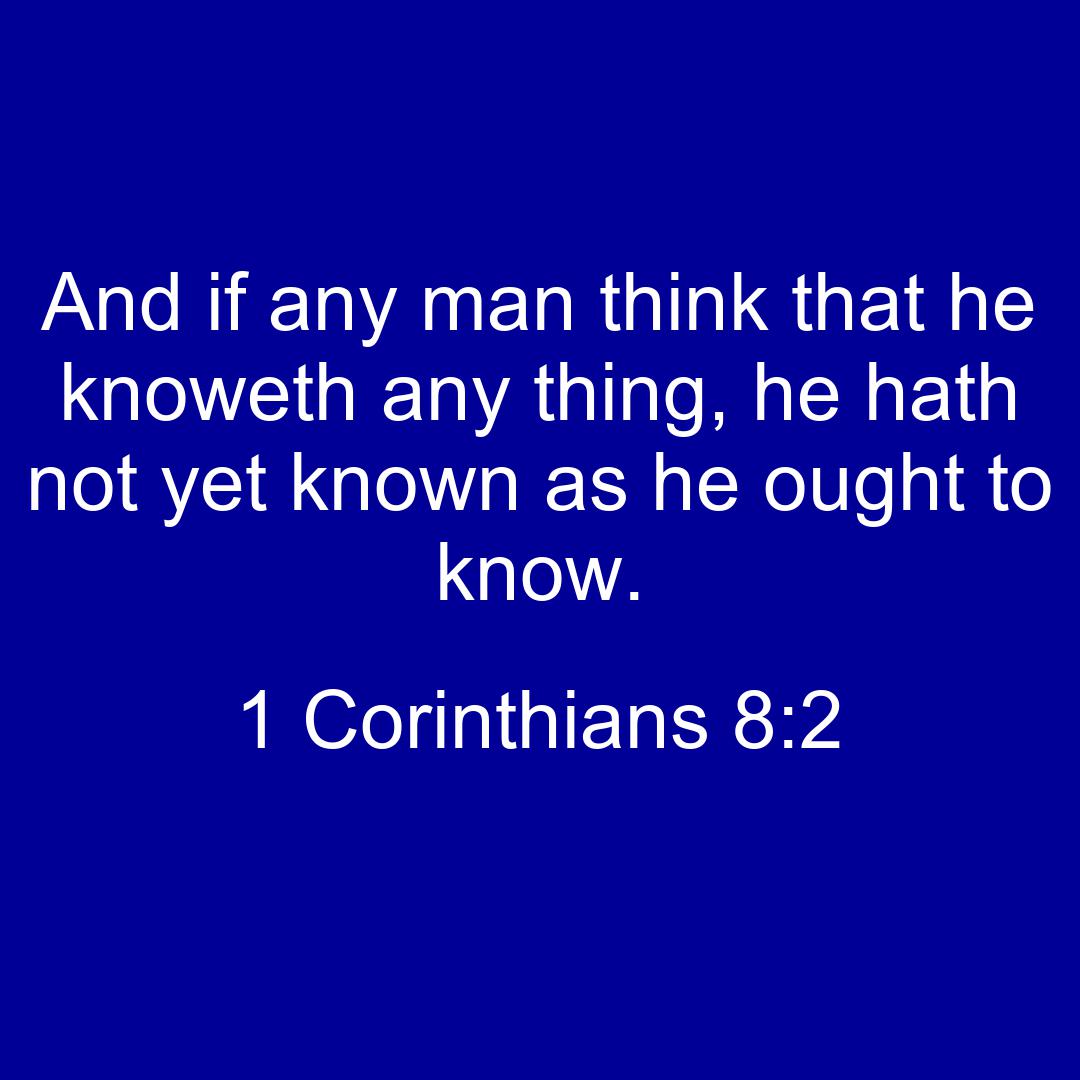 And if any man think that he
knoweth any thing, he hath
not yet known as he ought to
know.
1 Corinthians 8:2